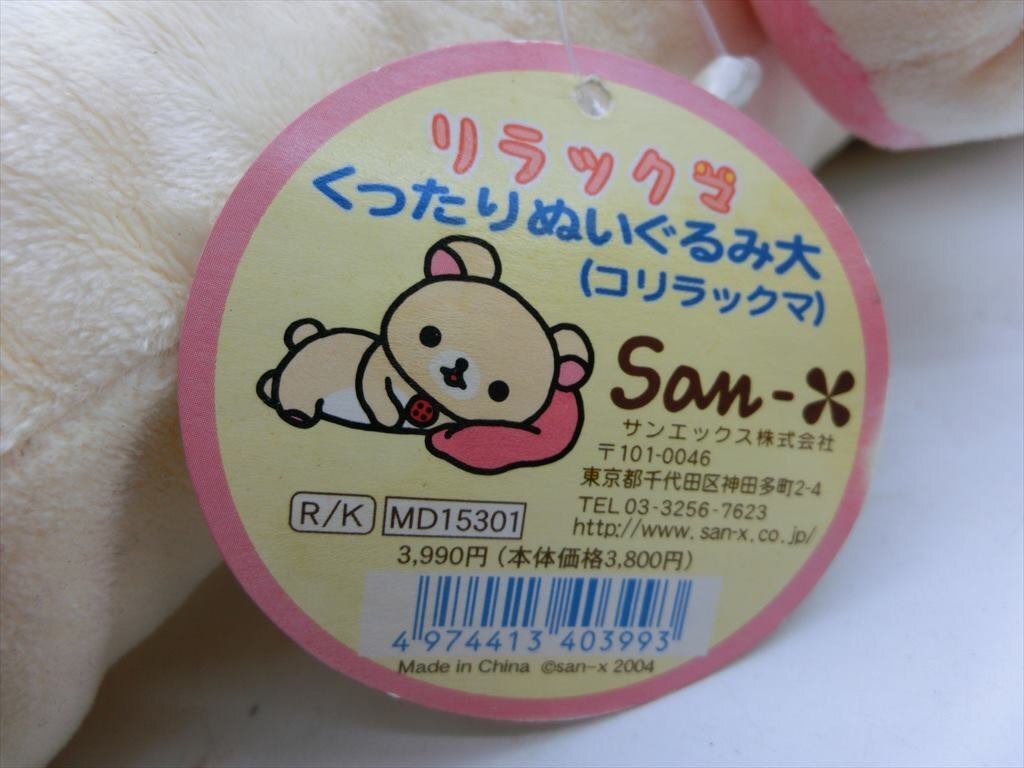 リラックマ
くったりぬいぐるみ大
(コリラックマ)
San-X
サンエックス株式会社
〒101-0046
東京都千代田区神田多町2-4
TEL 03-3256-7623
http://www.san-x.co.jp/
R/K MD15301
3,990円(本体価格3,800円)
4 974413 403993
Made in China ©san-x 2004